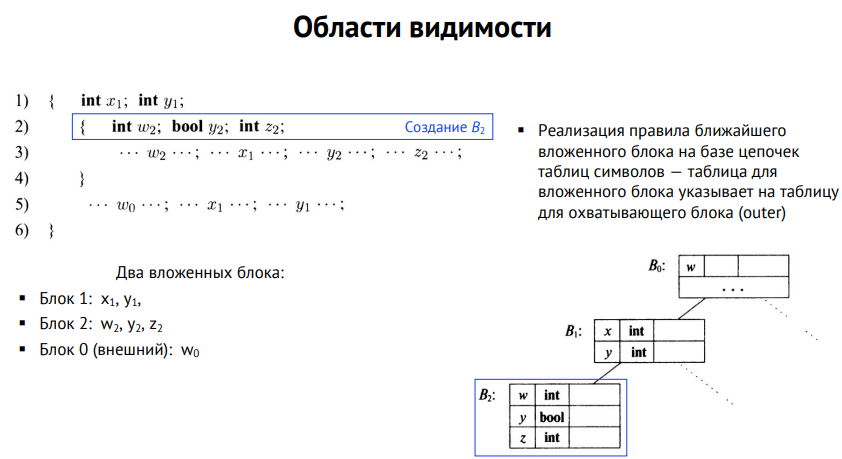 Области видимости
1) { int x₁; int y₁;
2) { int w₂; bool y₂; int z₂; Создание B₂
3) ··· w₂ ···; ··· x₁ ···; ··· y₂ ···; ··· z₂ ···;
4) }
5) ··· w₀ ···; ··· x₁ ···; ··· y₁ ···;
6) }
▪ Реализация правила ближайшего
вложенного блока на базе цепочек
таблиц символов — таблица для
вложенного блока указывает на таблицу
для охватывающего блока (outer)
Два вложенных блока:
▪ Блок 1: x₁, y₁,
▪ Блок 2: w₂, y₂, z₂
▪ Блок 0 (внешний): w₀
B₀: w
...
B₁: x int
y int
B₂: w int
y bool
z int